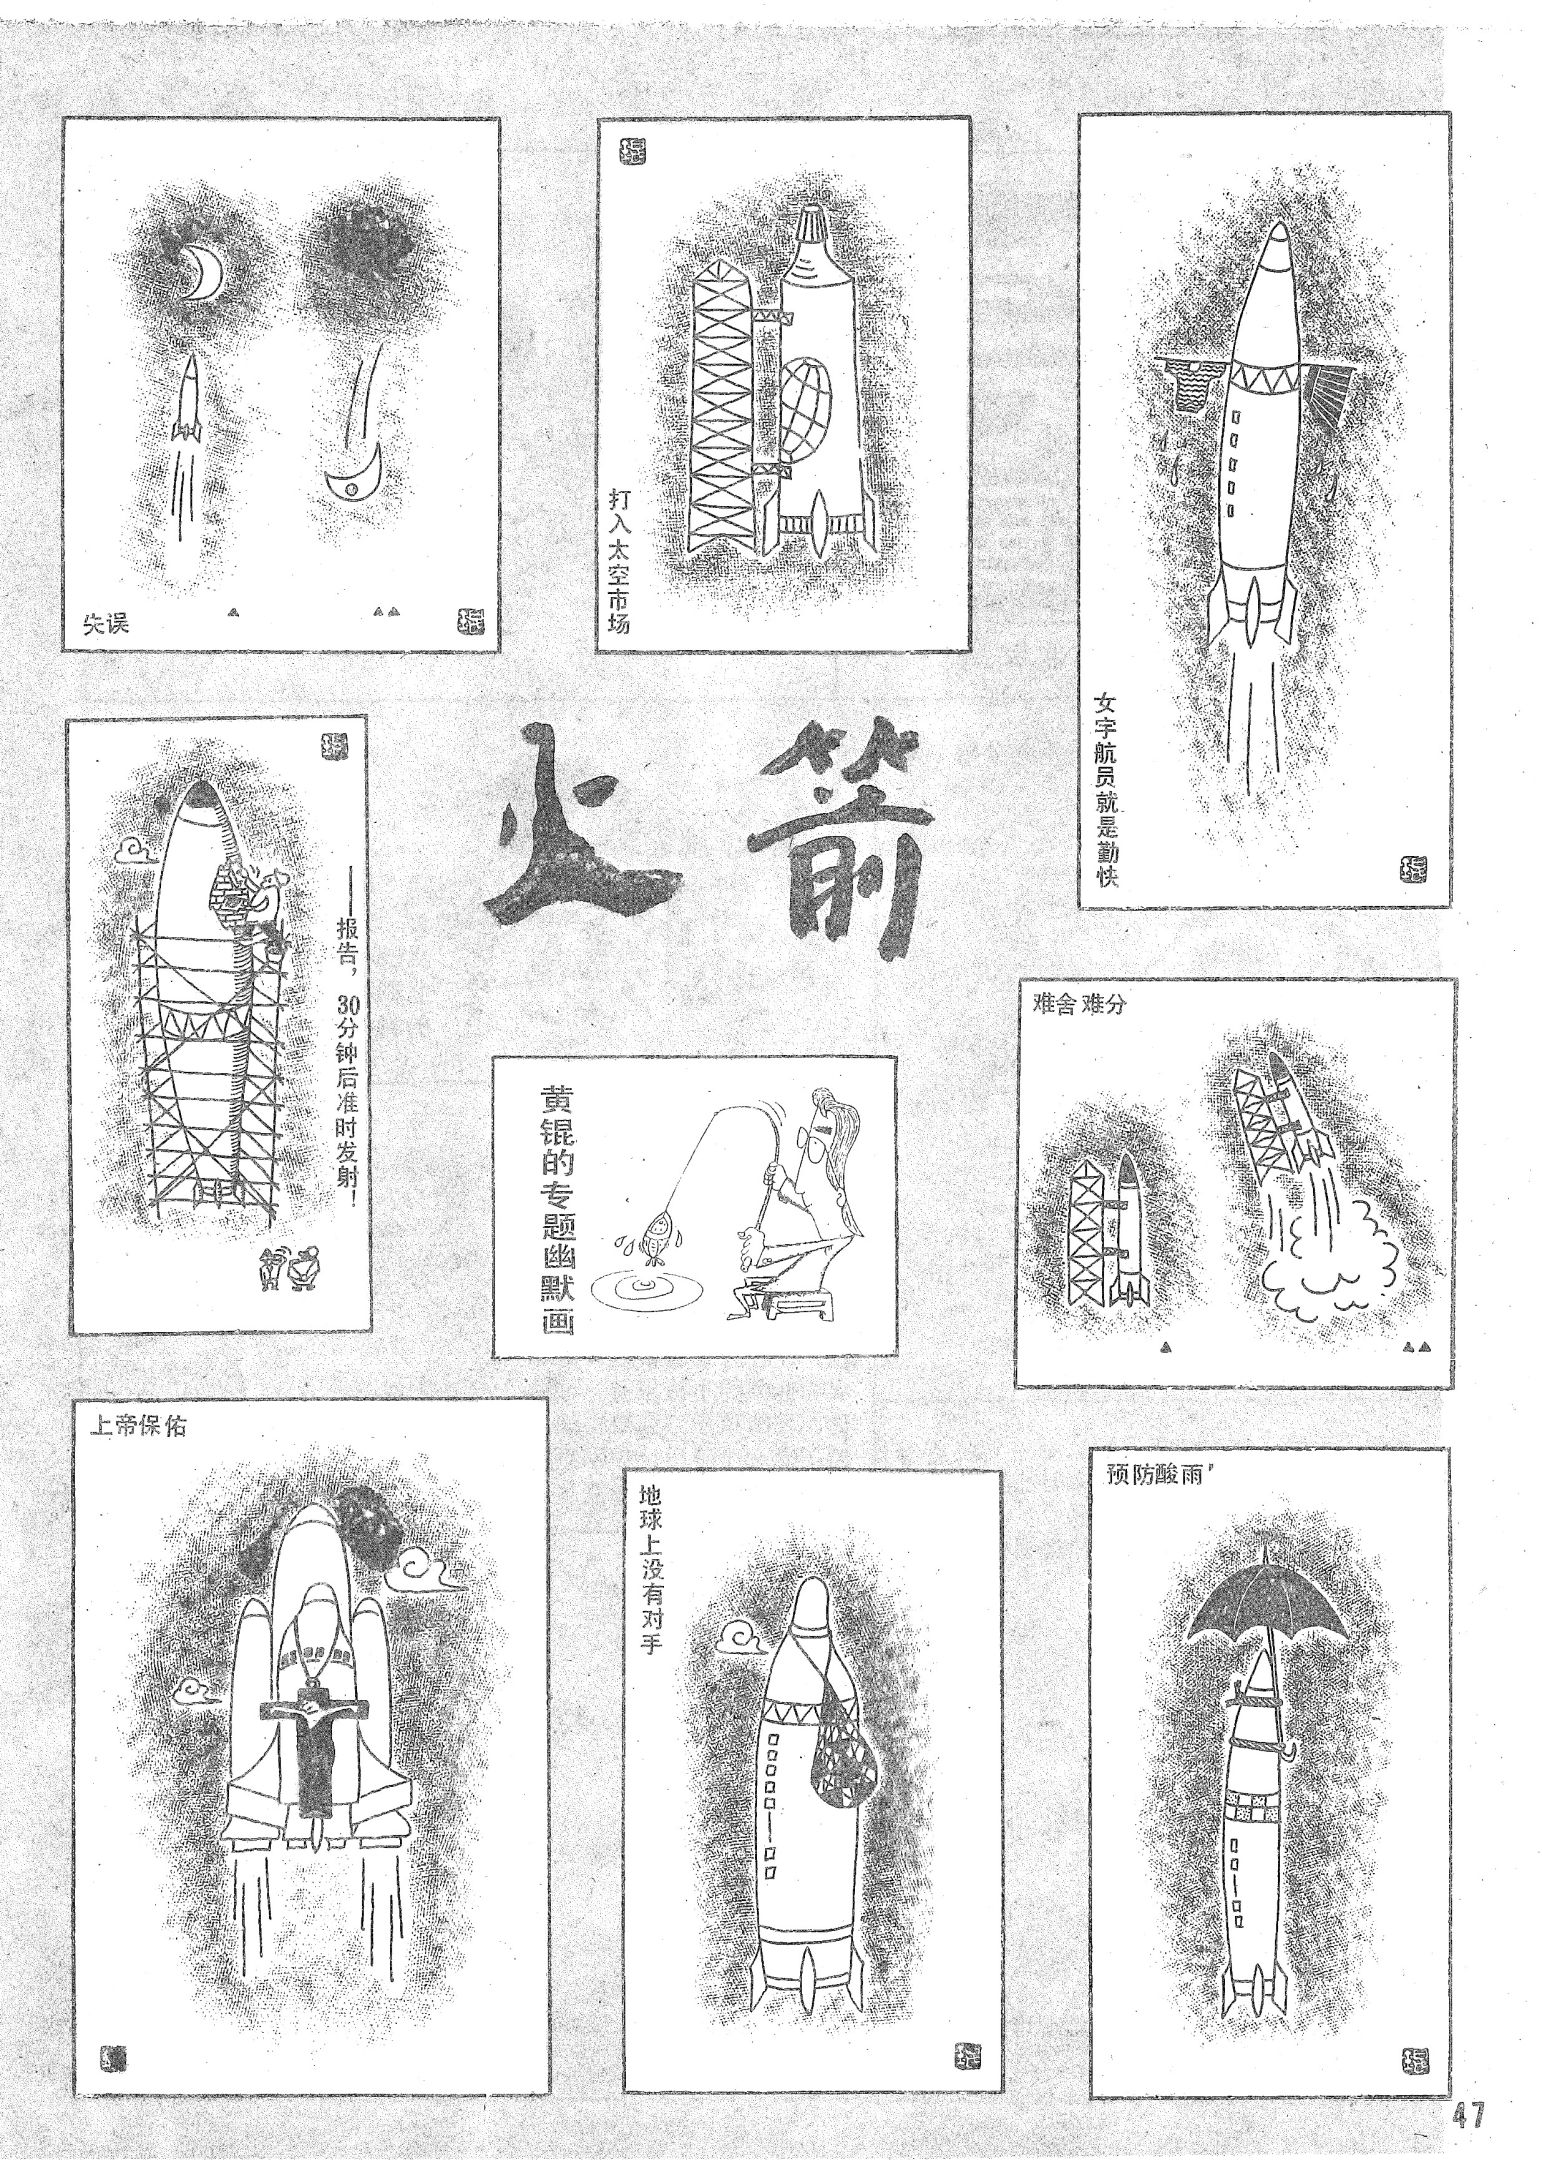 失误
打入太空市场
女宇航员就是勤快
火箭
——报告，30分钟后准时发射！
黄锟的专题幽默画
难舍难分
上帝保佑
地球上没有对手
预防酸雨
47